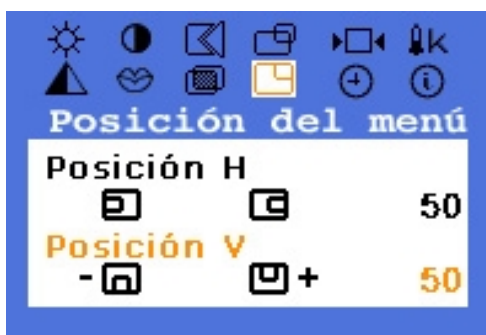 K
Posición del menú
Posición H
50
Posición V
- + 50